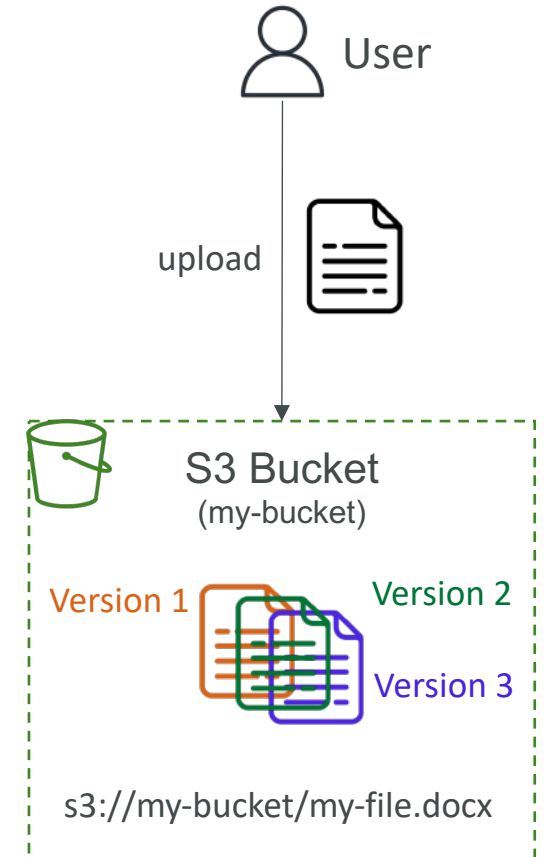 User
upload
S3 Bucket
(my-bucket)
Version 1
Version 2
Version 3
s3://my-bucket/my-file.docx